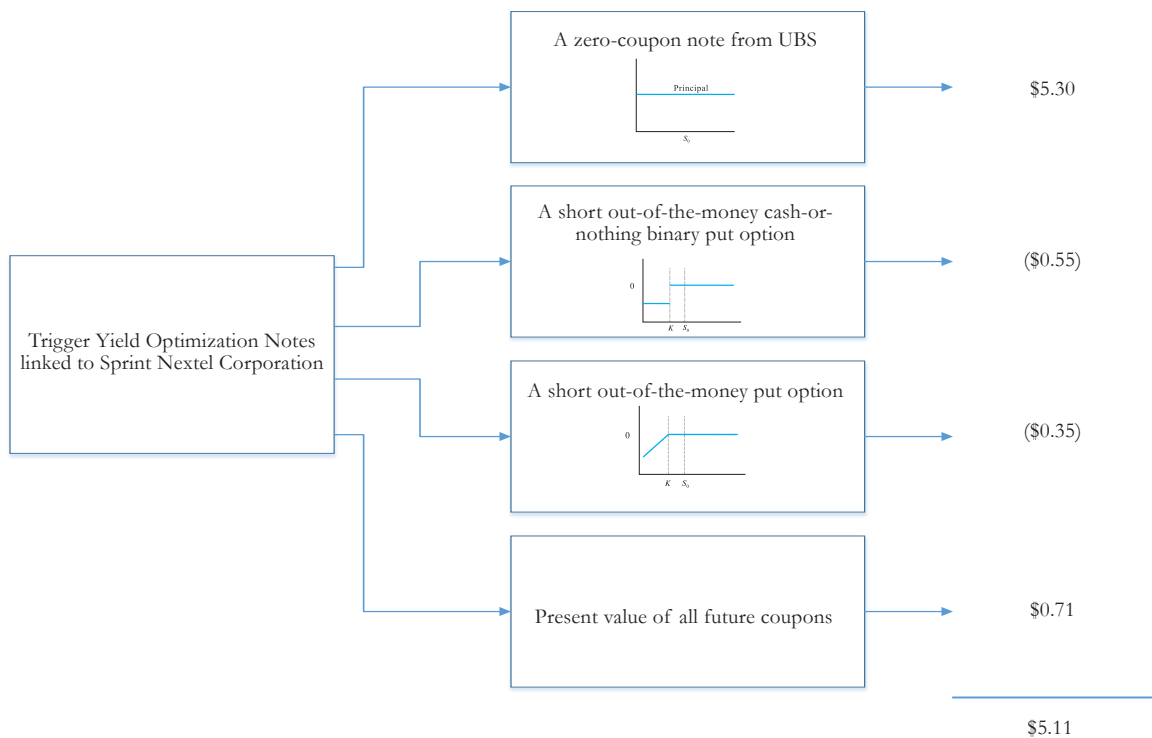 A zero-coupon note from UBS
Principal
S₀
$5.30
A short out-of-the-money cash-or-
nothing binary put option
0
K
S₀
($0.55)
Trigger Yield Optimization Notes
linked to Sprint Nextel Corporation
A short out-of-the-money put option
0
K
S₀
($0.35)
Present value of all future coupons
$0.71
$5.11